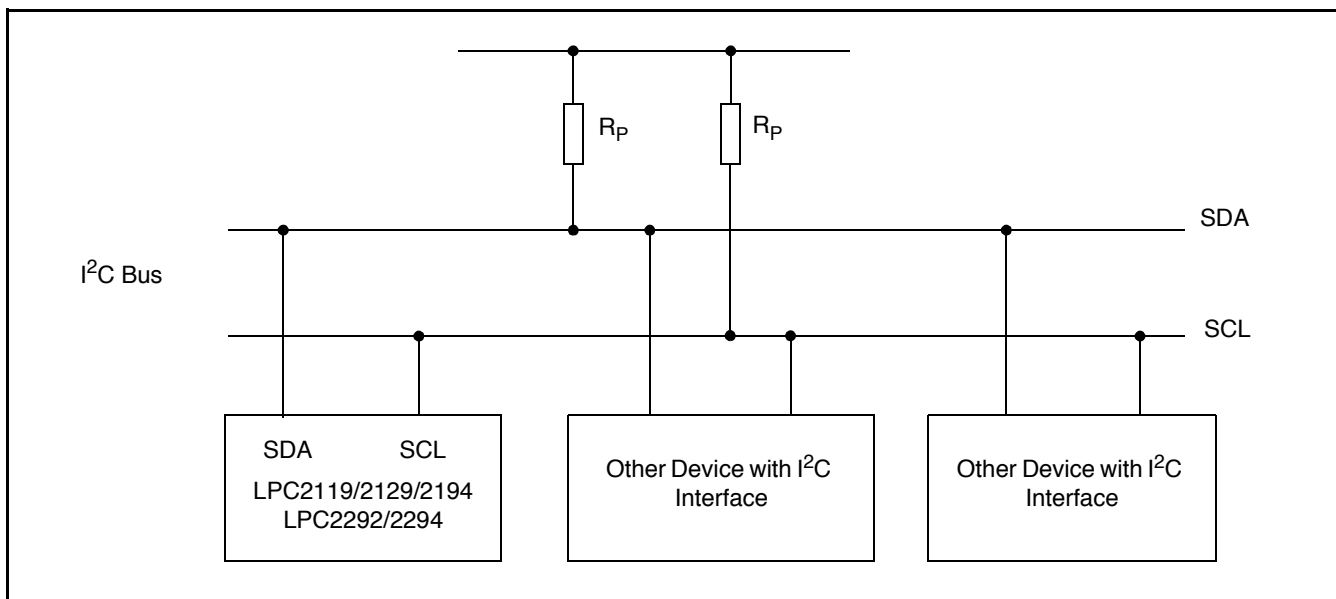 R_P
R_P
SDA
I²C Bus
SCL
SDA SCL
LPC2119/2129/2194
LPC2292/2294
Other Device with I²C
Interface
Other Device with I²C
Interface